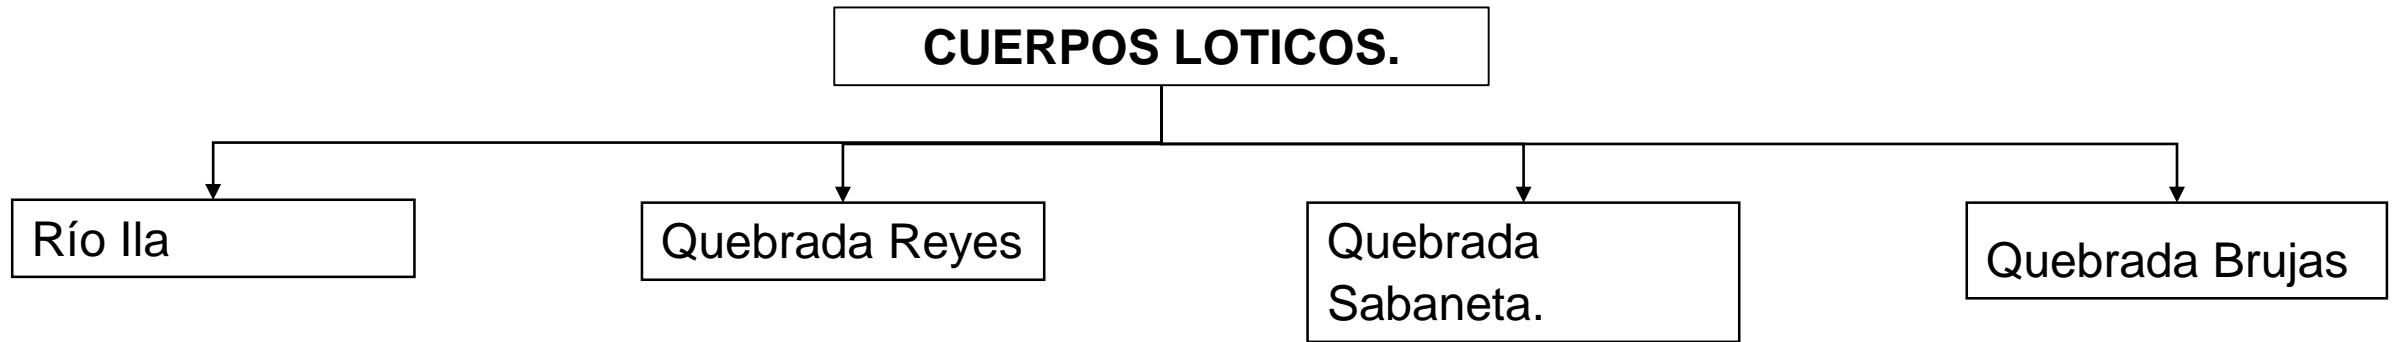 CUERPOS LOTICOS.
Río Ila
Quebrada Reyes
Quebrada
Sabaneta.
Quebrada Brujas